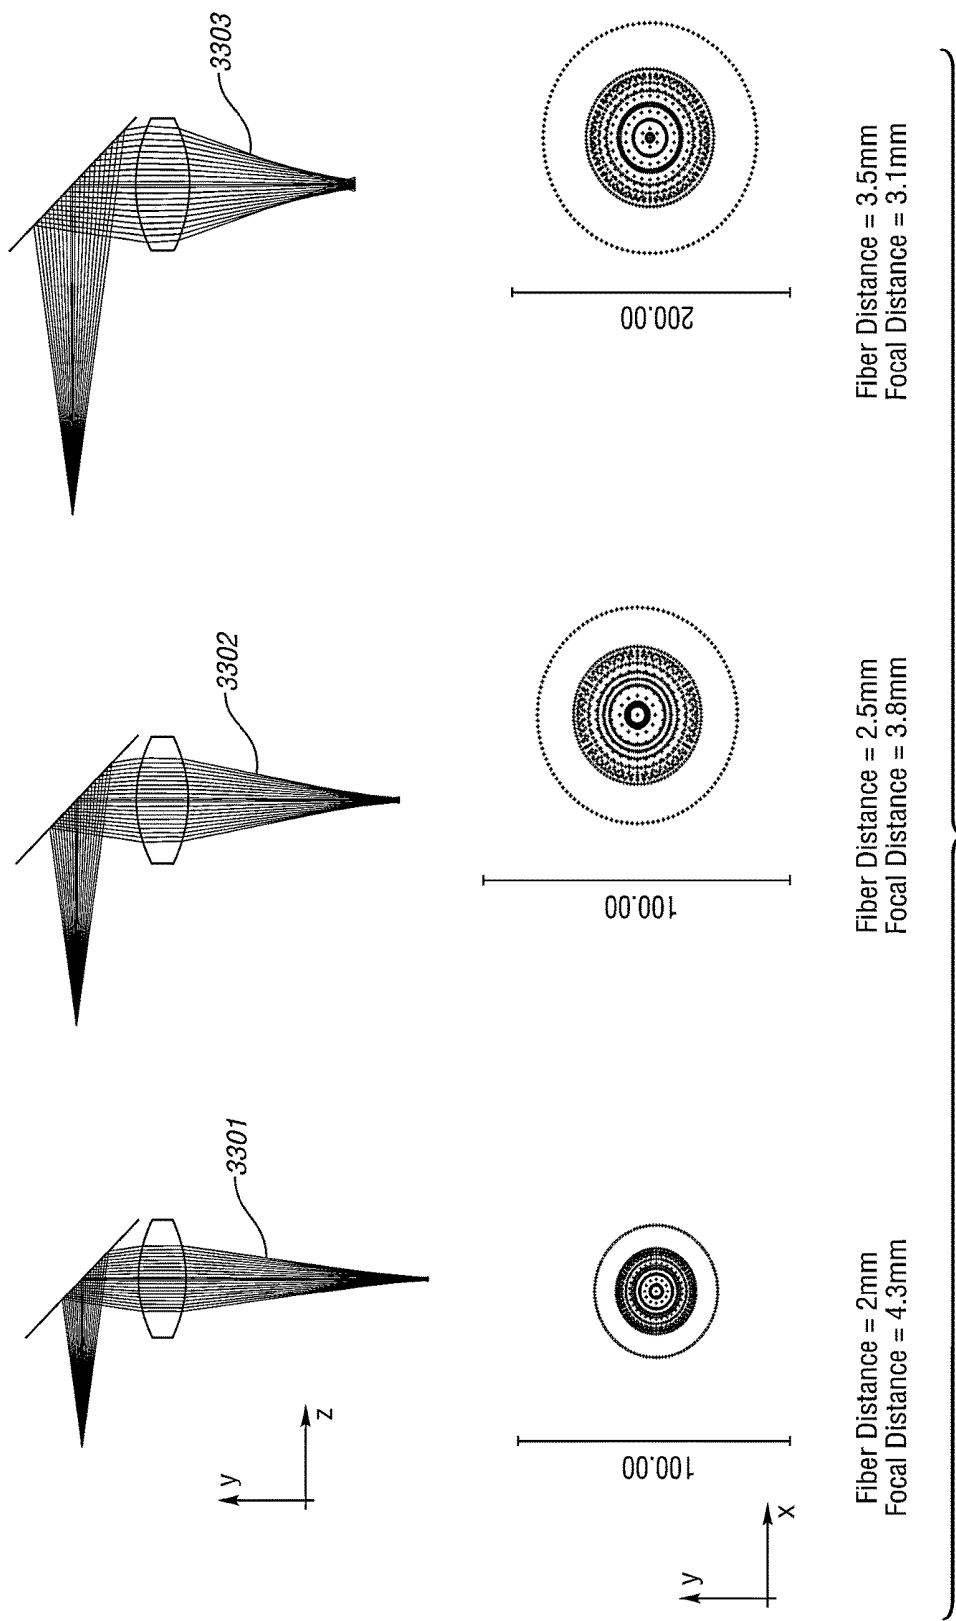 3301
3302
3303
y
z
100.00
100.00
200.00
y
x
Fiber Distance = 2mm
Focal Distance = 4.3mm
Fiber Distance = 2.5mm
Focal Distance = 3.8mm
Fiber Distance = 3.5mm
Focal Distance = 3.1mm